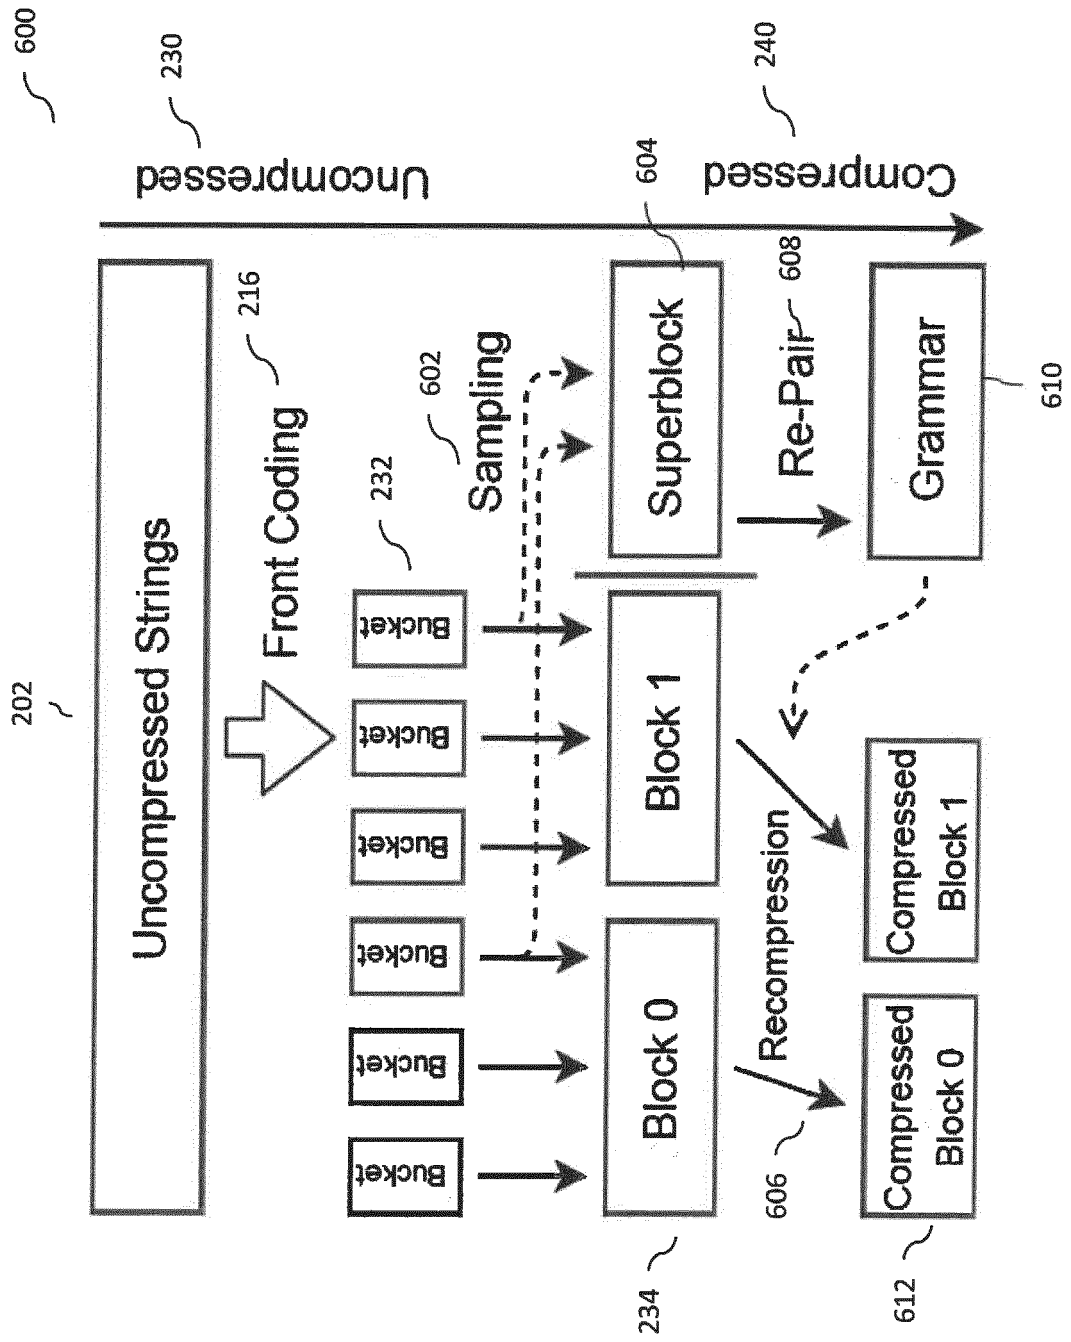 600
230
Uncompressed
202
Uncompressed Strings
216
Front Coding
232
602
Sampling
Bucket
Bucket
Bucket
Bucket
Bucket
Bucket
234
Block 0
Block 1
Superblock
604
240
Compressed
606
Recompression
Re-Pair
608
612
Compressed
Block 0
Compressed
Block 1
Grammar
610